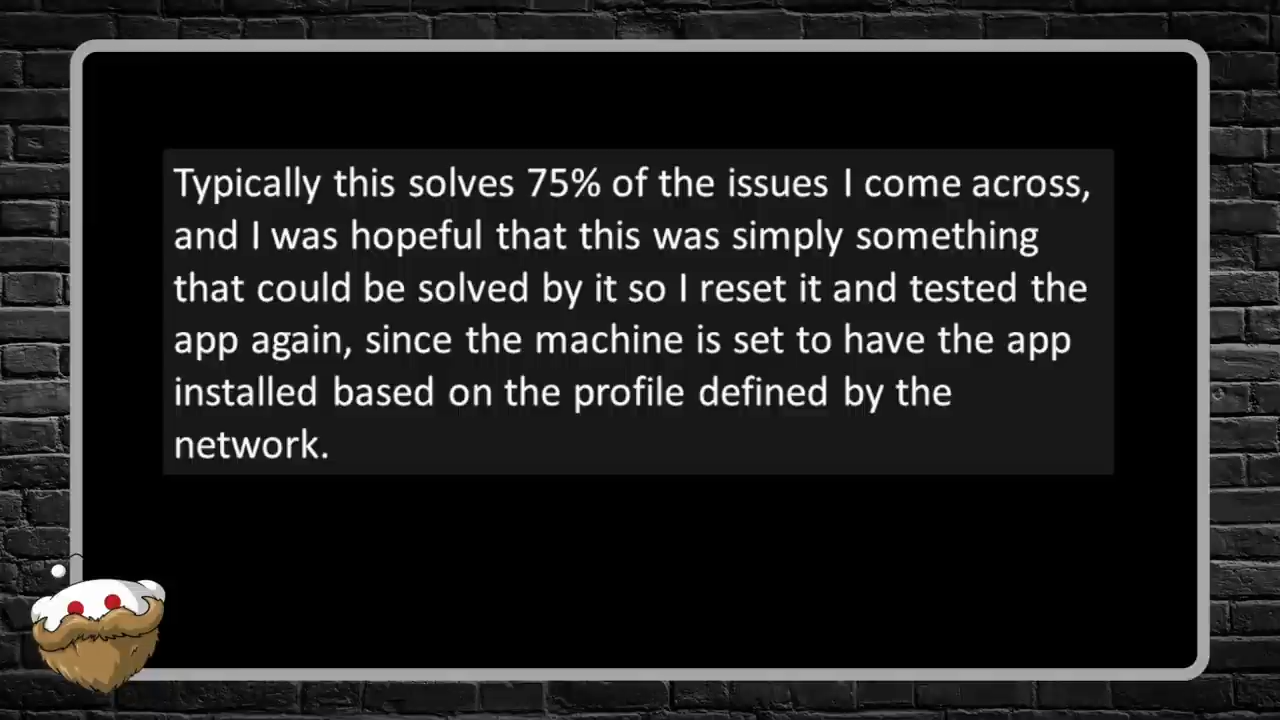 Typically this solves 75% of the issues I come across,
and I was hopeful that this was simply something
that could be solved by it so I reset it and tested the
app again, since the machine is set to have the app
installed based on the profile defined by the
network.